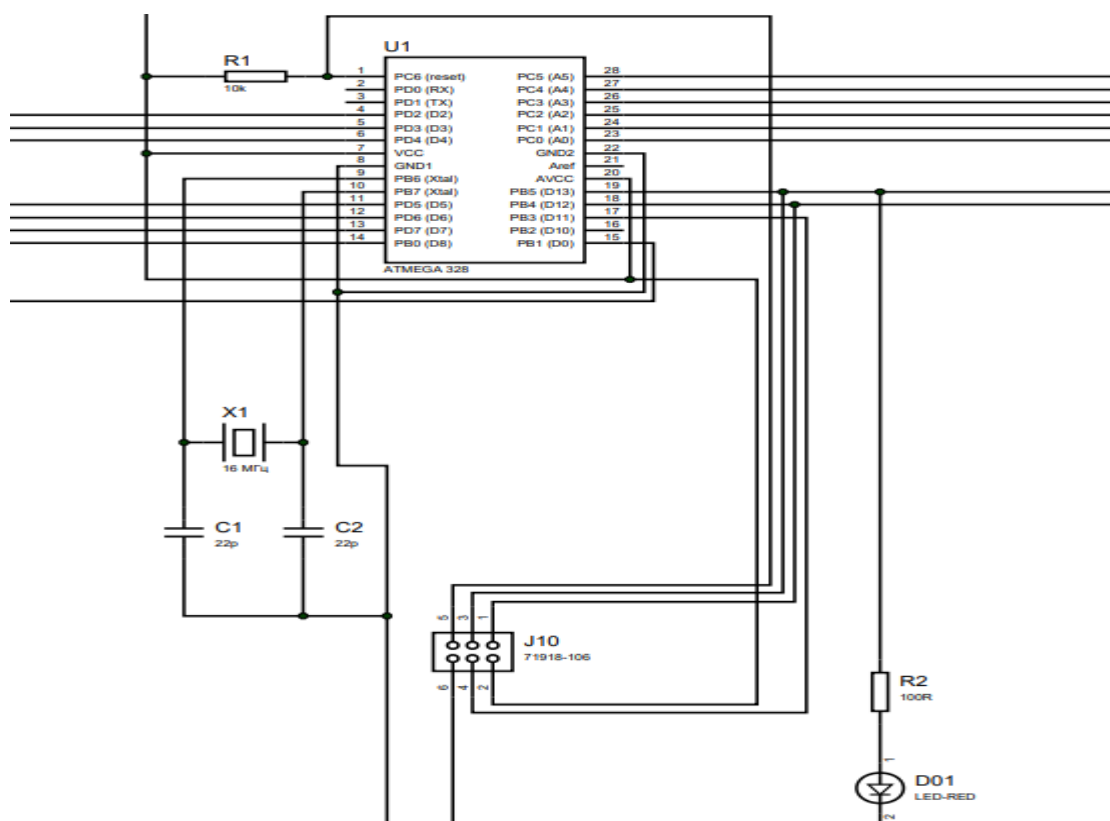 U1
R1
10k
1 PC6 (reset) PC5 (A5) 28
2 PD0 (RX) PC4 (A4) 27
3 PD1 (TX) PC3 (A3) 26
4 PD2 (D2) PC2 (A2) 25
5 PD3 (D3) PC1 (A1) 24
6 PD4 (D4) PC0 (A0) 23
7 VCC GND2 22
8 GND1 Aref 21
9 PB6 (Xtal) AVCC 20
10 PB7 (Xtal) PB5 (D13) 19
11 PD5 (D5) PB4 (D12) 18
12 PD6 (D6) PB3 (D11) 17
13 PD7 (D7) PB2 (D10) 16
14 PB0 (D8) PB1 (D0) 15
ATMEGA 328
X1
16 МГц
C1
22p
C2
22p
5 3 1
J10
71918-106
6 4 2
R2
100R
1
D01
LED-RED
2